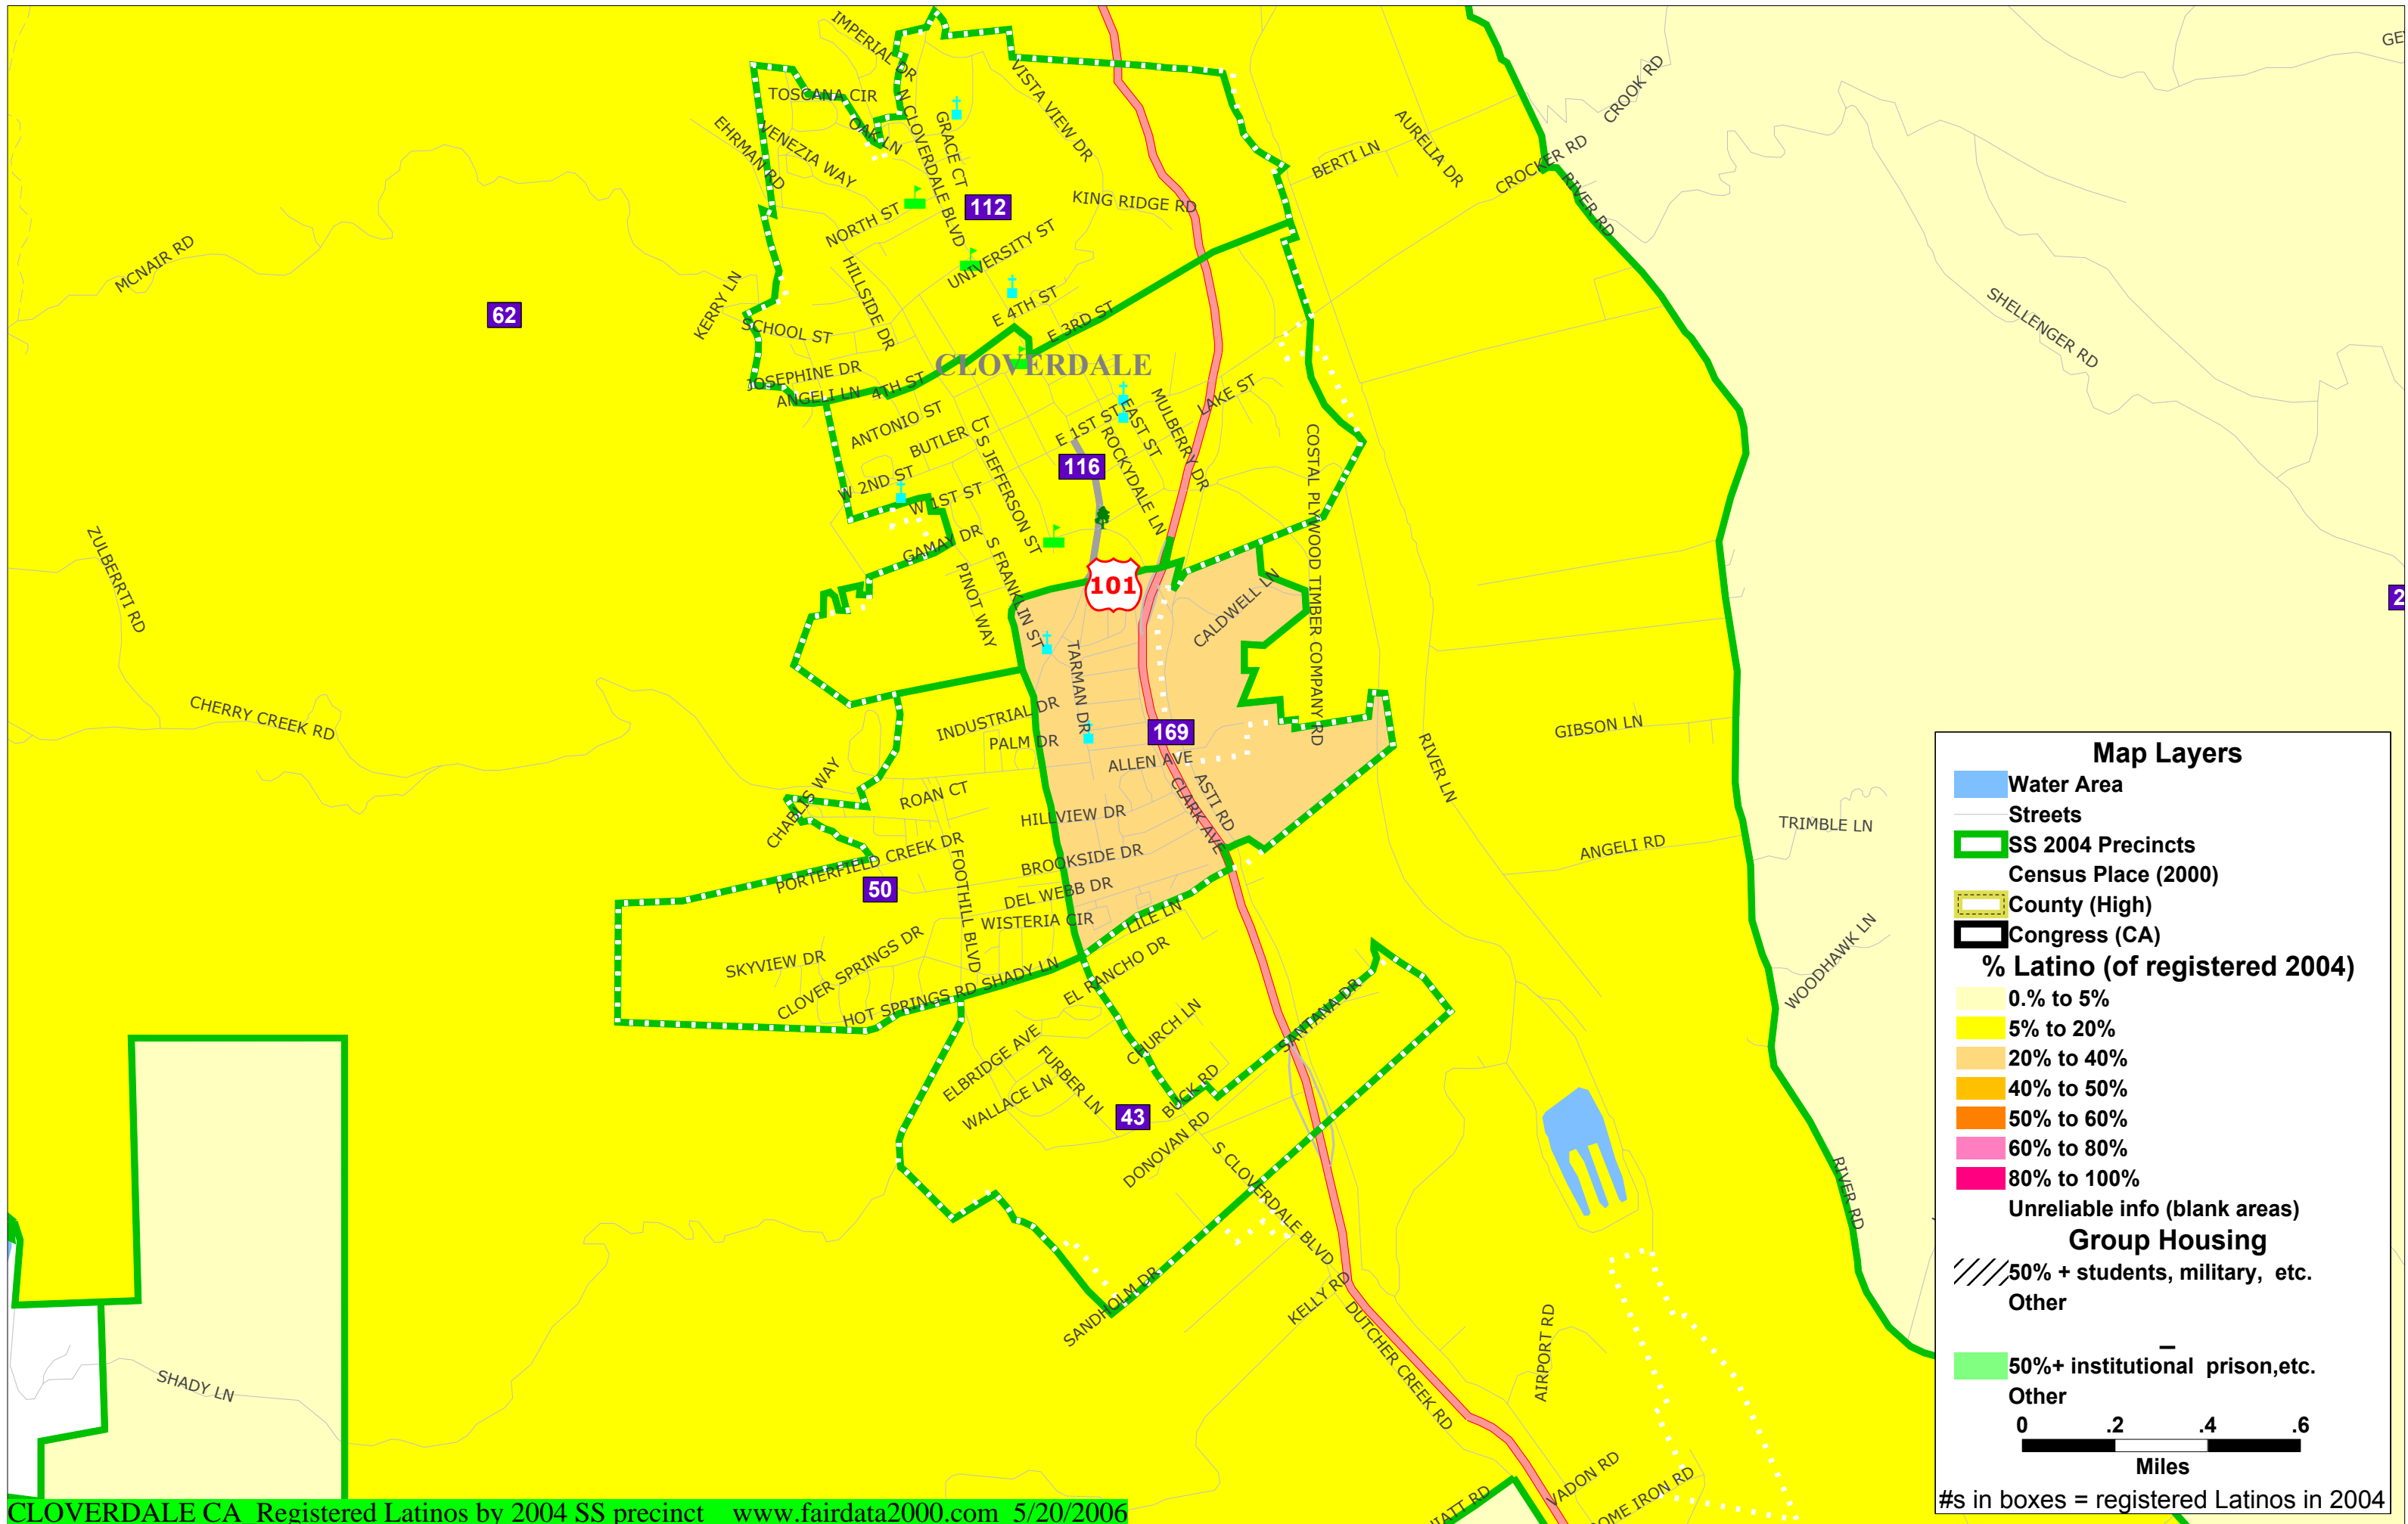 IMPERIAL DR
TOSCANA CIR
VISTA VIEW DR
N CLOVERDALE BLVD
GRACE CT
OAK LN
EHRMAN RD
VENEZIA WAY
CROOK RD
AURELIA DR
BERTI LN
CROCKER RD
RIVER RD
NORTH ST
112
KING RIDGE RD
UNIVERSITY ST
MCNAIR RD
62
KERRY LN
HILLSIDE DR
SCHOOL ST
E 4TH ST
E 3RD ST
SHELLENGER RD
CLOVERDALE
JOSEPHINE DR
ANGELI LN
4TH ST
ANTONIO ST
BUTLER CT
S JEFFERSON ST
E 1ST ST
EAST ST
MULBERRY DR
LAKE ST
ROCKYDALE LN
116
W 2ND ST
W 1ST ST
COSTAL PLYWOOD TIMBER COMPANY RD
ZULBERTI RD
GAMAY DR
S FRANKLIN ST
PINOT WAY
101
CALDWELL LN
2
TARMAN DR
CHERRY CREEK RD
INDUSTRIAL DR
PALM DR
169
GIBSON LN
ALLEN AVE
ASTI RD
CLARK AVE
RIVER LN
CHABLIS WAY
ROAN CT
HILLVIEW DR
TRIMBLE LN
PORTERFIELD CREEK DR
BROOKSIDE DR
ANGELI RD
50
FOOTHILL BLVD
DEL WEBB DR
WISTERIA CIR
LILE LN
WOODHAWK LN
SKYVIEW DR
CLOVER SPRINGS DR
HOT SPRINGS RD
SHADY LN
EL RANCHO DR
SANTANA DR
CHURCH LN
ELBRIDGE AVE
FURBER LN
WALLACE LN
43
BUCK RD
DONOVAN RD
S CLOVERDALE BLVD
RIVER RD
SANDHOLM DR
KELLY RD
DUTCHER CREEK RD
AIRPORT RD
SHADY LN
VADON RD
Map Layers
Water Area
Streets
SS 2004 Precincts
Census Place (2000)
County (High)
Congress (CA)
% Latino (of registered 2004)
0.% to 5%
5% to 20%
20% to 40%
40% to 50%
50% to 60%
60% to 80%
80% to 100%
Unreliable info (blank areas)
Group Housing
50% + students, military, etc.
Other
50%+ institutional prison,etc.
Other
0 .2 .4 .6
Miles
#s in boxes = registered Latinos in 2004
CLOVERDALE CA Registered Latinos by 2004 SS precinct www.fairdata2000.com 5/20/2006